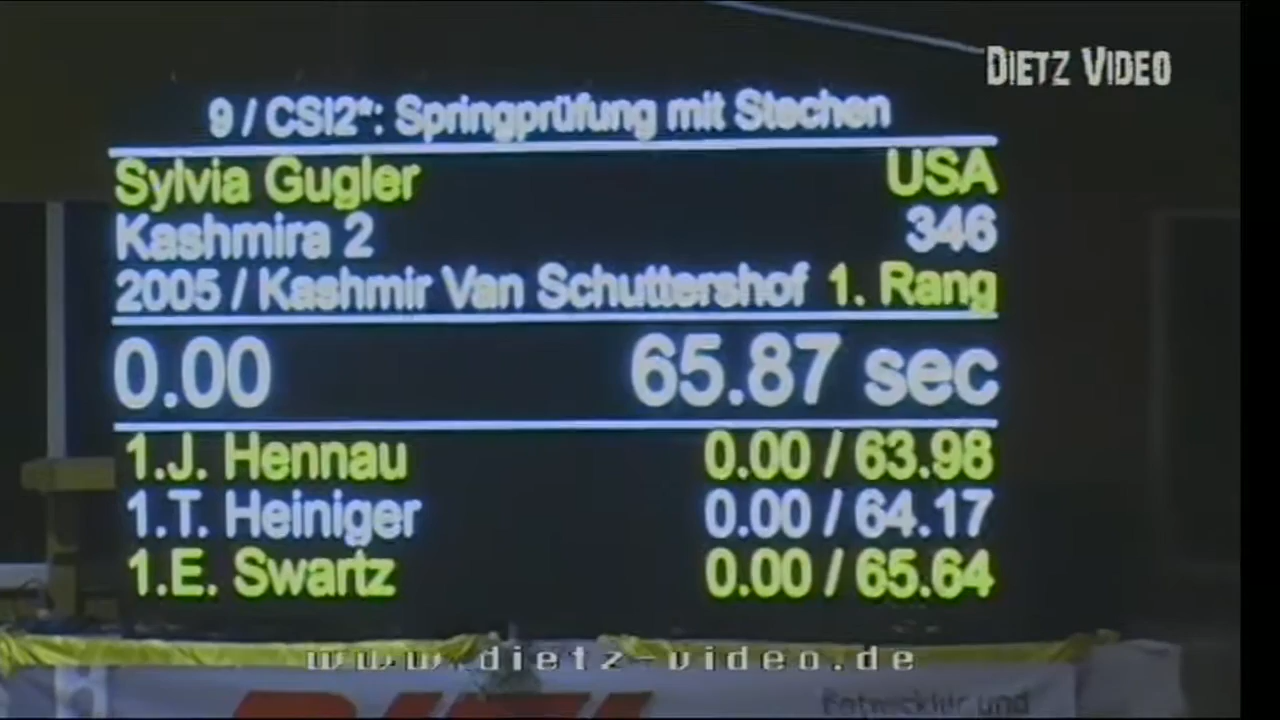 DIETZ VIDEO
9 / CSI2*: Springprüfung mit Stechen
Sylvia Gugler USA
Kashmira 2 346
2005 / Kashmir Van Schuttershof 1. Rang
0.00 65.87 sec
1.J. Hennau 0.00 / 63.98
1.T. Heiniger 0.00 / 64.17
1.E. Swartz 0.00 / 65.64
www.dietz-video.de
und